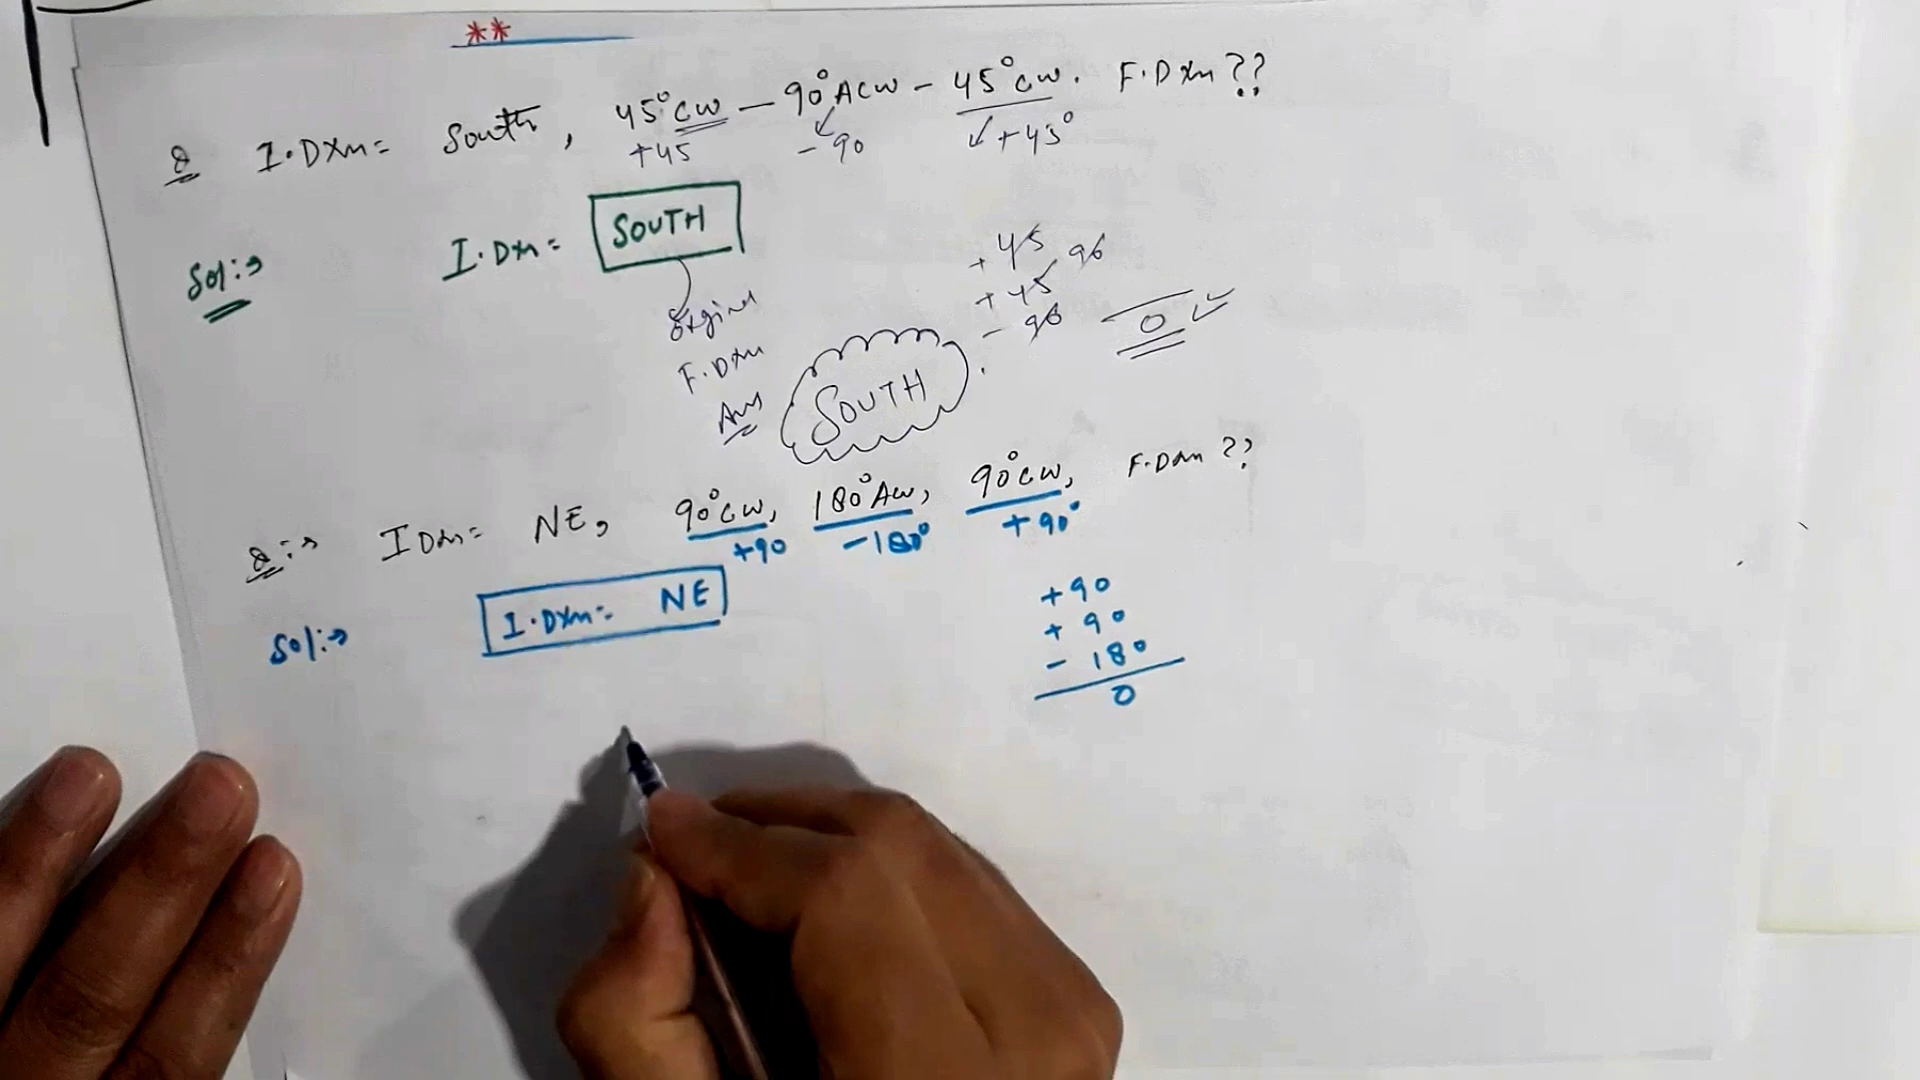 **
Q I.Dxn= South, 45°CW — 90°ACW - 45°CW. F.Dxn??
+45 -90 +45°
Sol:→ I.Dxn= SOUTH
+45
+45 90
-90 0
F.Dxn
Ans SOUTH.
Q:→ I Dxn= NE, 90°CW, 180°ACW, 90°CW, F.Dxn??
+90 -180° +90°
Sol:→ I.Dxn= NE
+90
+90
-180
0